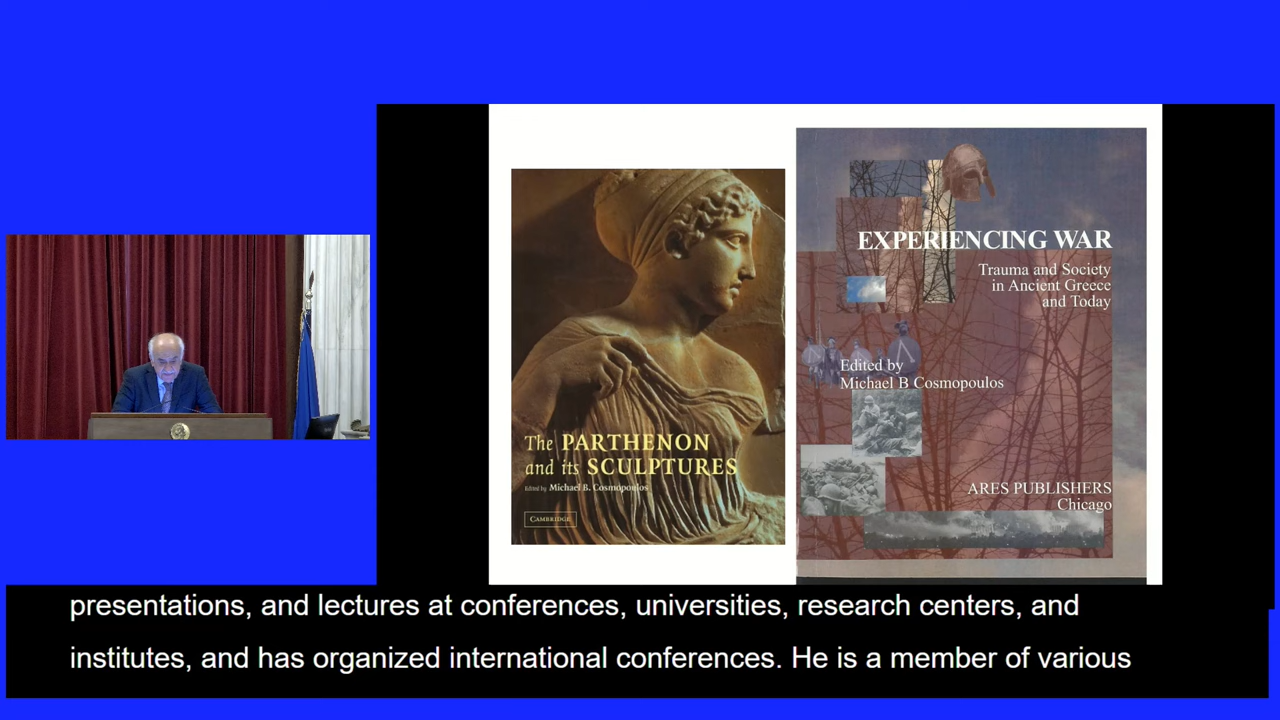 The PARTHENON
and its SCULPTURES
Edited by Michael B. Cosmopoulos
CAMBRIDGE
EXPERIENCING WAR
Trauma and Society
in Ancient Greece
and Today
Edited by
Michael B Cosmopoulos
ARES PUBLISHERS
Chicago
presentations, and lectures at conferences, universities, research centers, and
institutes, and has organized international conferences. He is a member of various